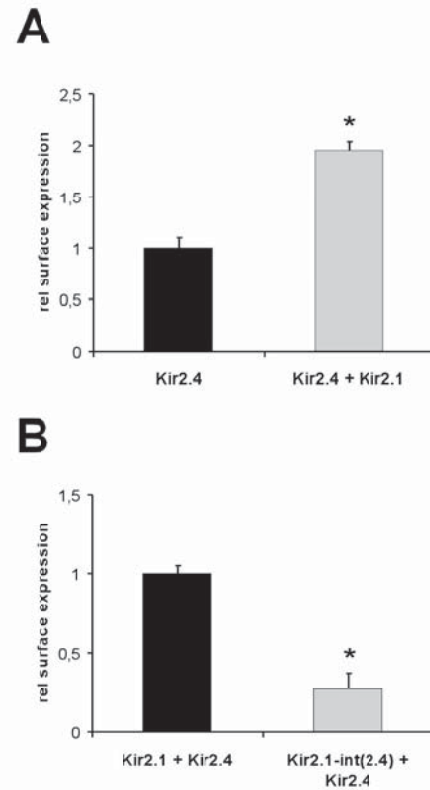 A
2,5
2
1,5
1
0,5
0
rel surface expression
*
Kir2.4
Kir2.4 + Kir2.1
B
1,5
1
0,5
0
rel surface expression
*
Kir2.1 + Kir2.4
Kir2.1-int(2.4) +
Kir2.4